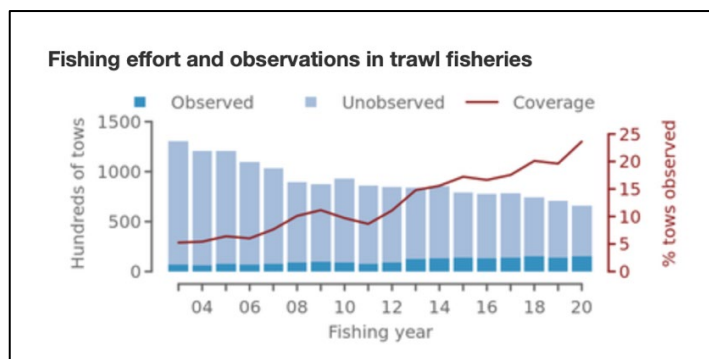 Fishing effort and observations in trawl fisheries
Observed Unobserved Coverage
Hundreds of tows
1500
1000
500
0
25
20
15
10
5
0
% tows observed
04 06 08 10 12 14 16 18 20
Fishing year